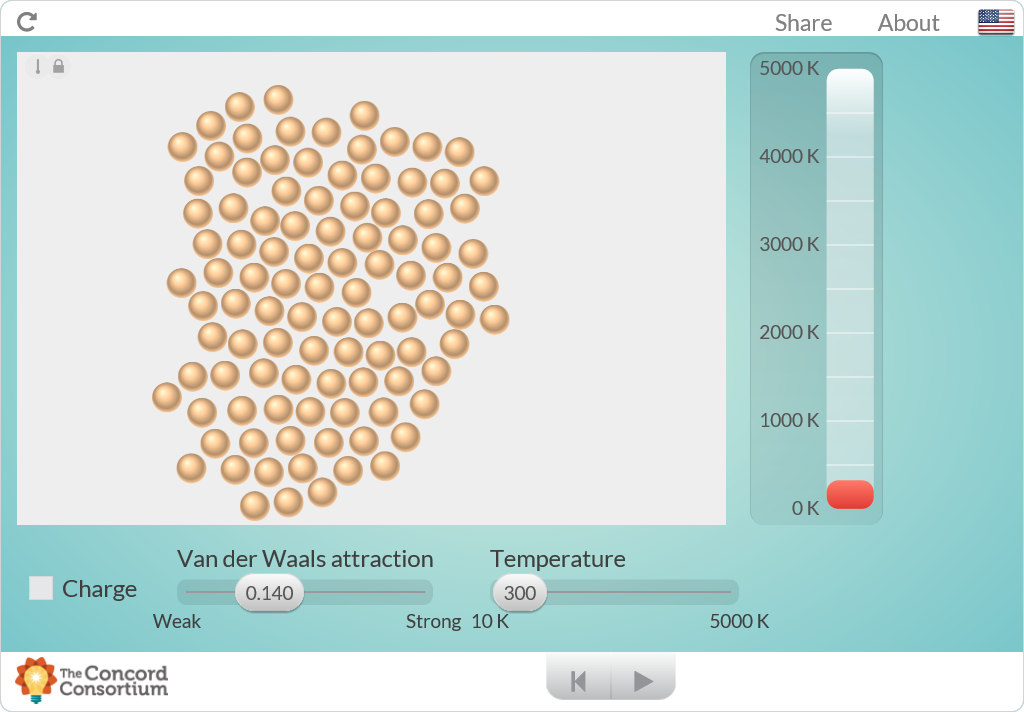 Share About
5000 K
4000 K
3000 K
2000 K
1000 K
0 K
Van der Waals attraction Temperature
Charge 0.140 300
Weak Strong 10 K 5000 K
The Concord
Consortium